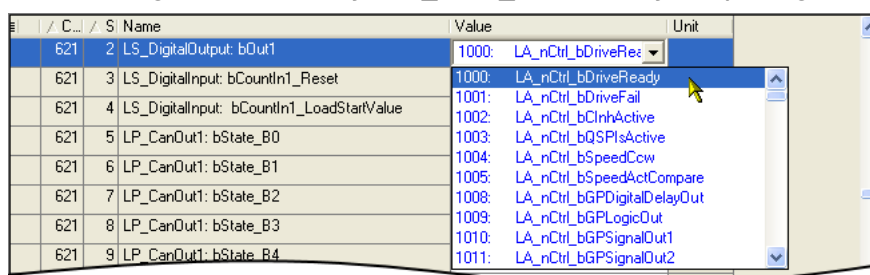 C... S Name Value Unit
621 2 LS_DigitalOutput: bOut1 1000: LA_nCtrl_bDriveRea
621 3 LS_DigitalInput: bCountIn1_Reset
621 4 LS_DigitalInput: bCountIn1_LoadStartValue
621 5 LP_CanOut1: bState_B0
621 6 LP_CanOut1: bState_B1
621 7 LP_CanOut1: bState_B2
621 8 LP_CanOut1: bState_B3
621 9 LP_CanOut1: bState_B4
1000: LA_nCtrl_bDriveReady
1001: LA_nCtrl_bDriveFail
1002: LA_nCtrl_bCInhActive
1003: LA_nCtrl_bQSPIsActive
1004: LA_nCtrl_bSpeedCcw
1005: LA_nCtrl_bSpeedActCompare
1008: LA_nCtrl_bGPDigitalDelayOut
1009: LA_nCtrl_bGPLogicOut
1010: LA_nCtrl_bGPSignalOut1
1011: LA_nCtrl_bGPSignalOut2